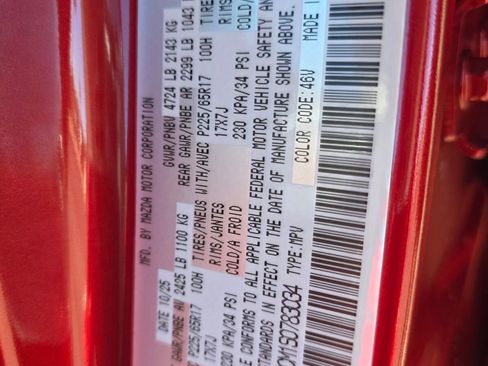 MFD. BY MAZDA MOTOR CORPORATION
DATE 10/25 GVWR/PNBV 4724 LB 2143 KG
GAWR/PNBE AV 2425 LB 1100 KG REAR GAWR/PNBE AR 2299 LB 1043
P225/65R17 100H TIRES/PNEUS WITH/AVEC P225/65R17 100H TIRE
17X7J RIMS/JANTES 17X7J RIMS
230 KPA/34 PSI COLD/A FROID 230 KPA/34 PSI COLD/
CONFORMS TO ALL APPLICABLE FEDERAL MOTOR VEHICLE SAFETY AN
STANDARDS IN EFFECT ON THE DATE OF MANUFACTURE SHOWN ABOVE.
TYPE: MPV COLOR CODE: 46V MADE I